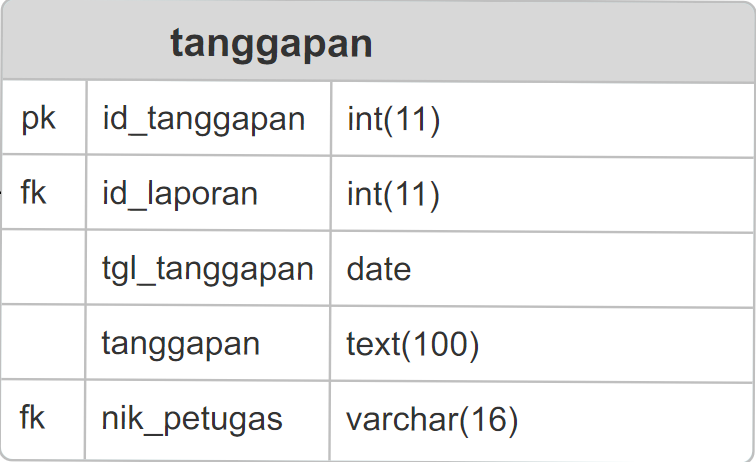 tanggapan
pk id_tanggapan int(11)
fk id_laporan int(11)
tgl_tanggapan date
tanggapan text(100)
fk nik_petugas varchar(16)